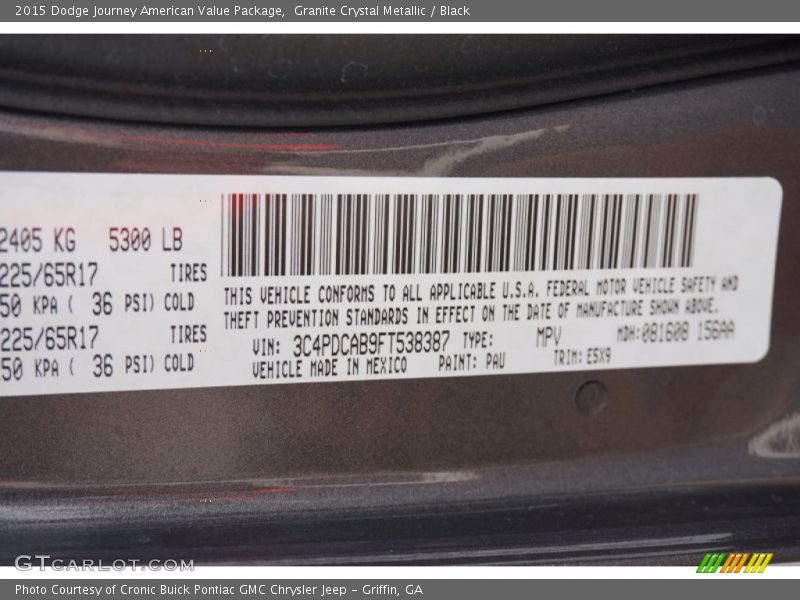 2015 Dodge Journey American Value Package,  Granite Crystal Metallic / Black
2405 KG 5300 LB
225/65R17 TIRES
50 KPA ( 36 PSI) COLD
225/65R17 TIRES
50 KPA ( 36 PSI) COLD
THIS VEHICLE CONFORMS TO ALL APPLICABLE U.S.A. FEDERAL MOTOR VEHICLE SAFETY AND
THEFT PREVENTION STANDARDS IN EFFECT ON THE DATE OF MANUFACTURE SHOWN ABOVE.
VIN: 3C4PDCAB9FT538387 TYPE: MPV MDH:081608 156AA
VEHICLE MADE IN MEXICO PAINT: PAU TRIM: E5X9
GTCARLOT.COM
Photo Courtesy of Cronic Buick Pontiac GMC Chrysler Jeep - Griffin, GA